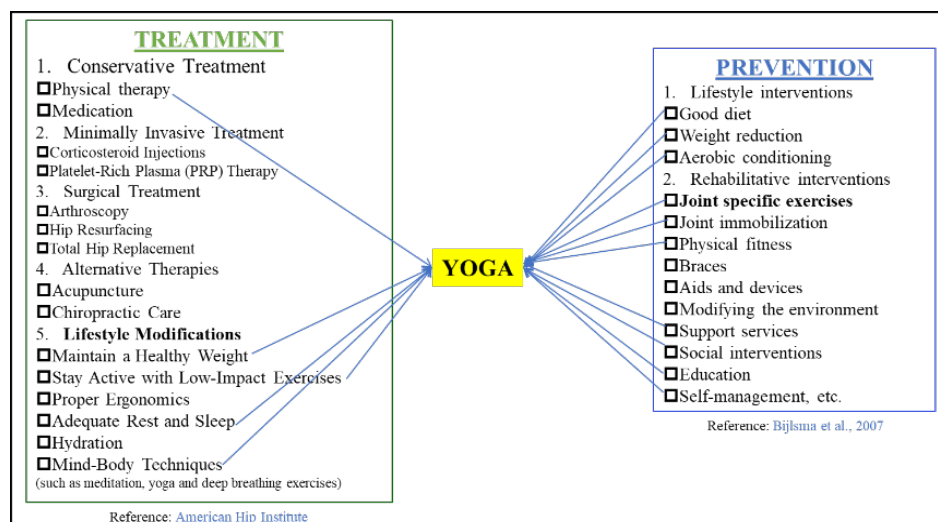 TREATMENT
1. Conservative Treatment
Physical therapy
Medication
2. Minimally Invasive Treatment
Corticosteroid Injections
Platelet-Rich Plasma (PRP) Therapy
3. Surgical Treatment
Arthroscopy
Hip Resurfacing
Total Hip Replacement
4. Alternative Therapies
Acupuncture
Chiropractic Care
5. Lifestyle Modifications
Maintain a Healthy Weight
Stay Active with Low-Impact Exercises
Proper Ergonomics
Adequate Rest and Sleep
Hydration
Mind-Body Techniques
(such as meditation, yoga and deep breathing exercises)
Reference: American Hip Institute
YOGA
PREVENTION
1. Lifestyle interventions
Good diet
Weight reduction
Aerobic conditioning
2. Rehabilitative interventions
Joint specific exercises
Joint immobilization
Physical fitness
Braces
Aids and devices
Modifying the environment
Support services
Social interventions
Education
Self-management, etc.
Reference: Bijlsma et al., 2007